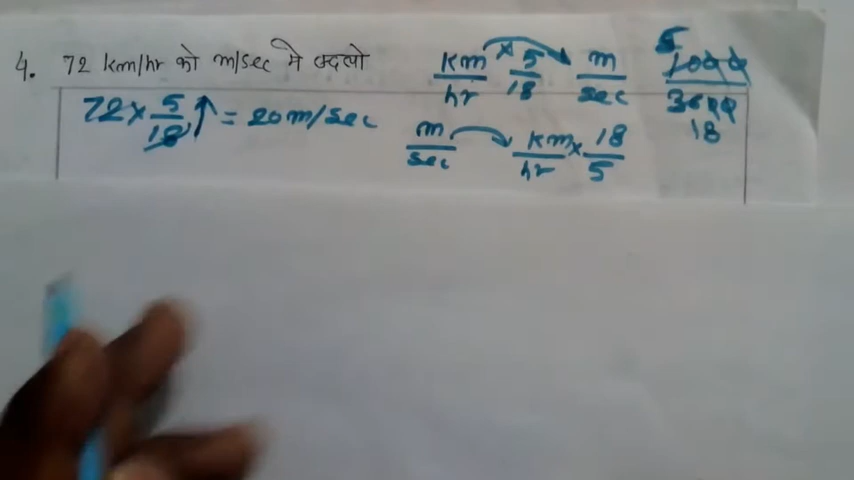 4. 72 km/hr को m/sec मे बदलो
72 × 5/18 = 20 m/sec
km/hr × 5/18 m/sec
1000/3600 5 18
m/sec km/hr × 18/5